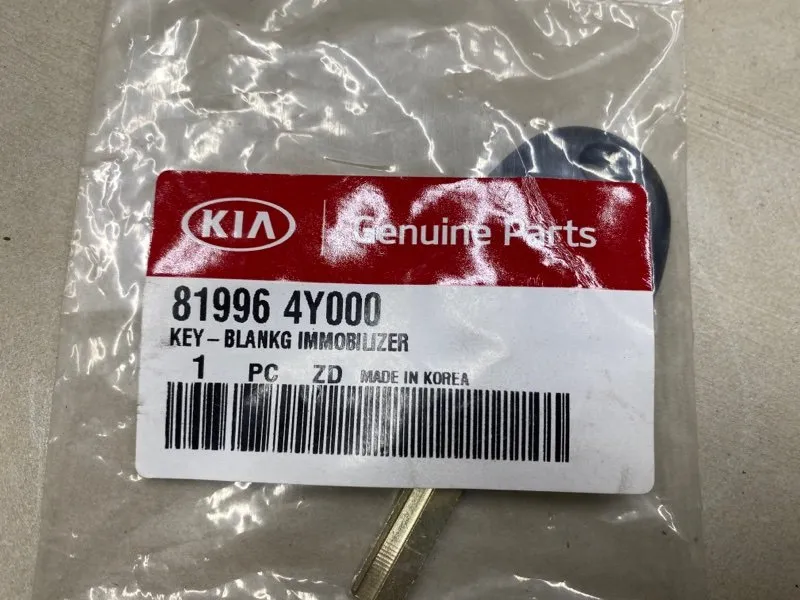 KIA Genuine Parts
81996 4Y000
KEY - BLANKG IMMOBILIZER
1 PC ZD MADE IN KOREA